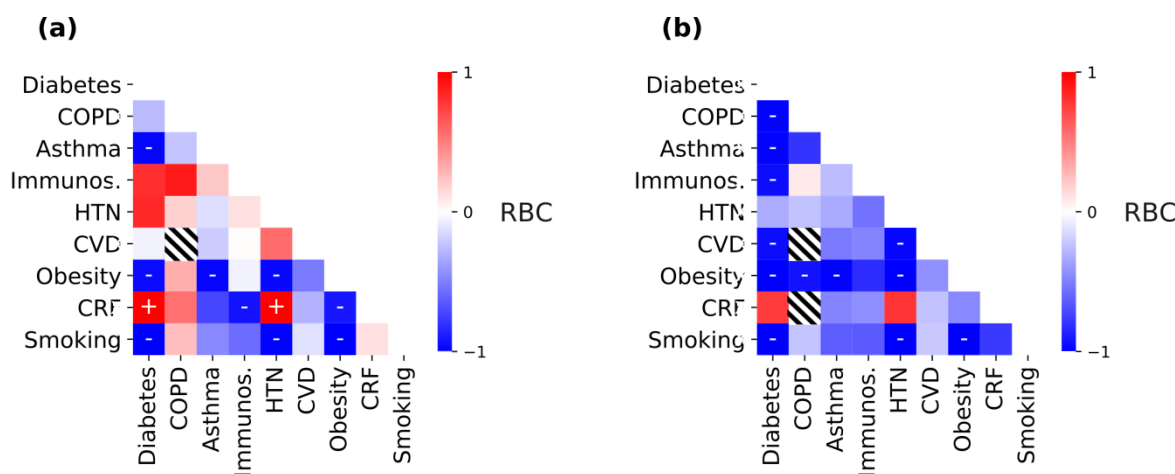 (a)
Diabetes
COPD
Asthma
Immunos.
HTN
CVD
Obesity
CRF
Smoking
- + - + - - - - - - - -
Diabetes
COPD
Asthma
Immunos.
HTN
CVD
Obesity
CRF
Smoking
1
0
−1
RBC
(b)
Diabetes
COPD
Asthma
Immunos.
HTN
CVD
Obesity
CRF
Smoking
-
-
-
- -
- - - -
- - -
Diabetes
COPD
Asthma
Immunos.
HTN
CVD
Obesity
CRF
Smoking
1
0
−1
RBC